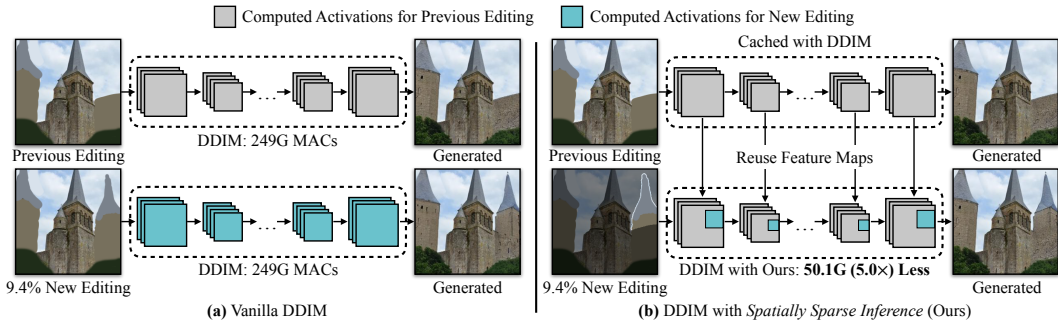 Computed Activations for Previous Editing
Computed Activations for New Editing
...
DDIM: 249G MACs
Previous Editing
Generated
...
DDIM: 249G MACs
9.4% New Editing
Generated
(a) Vanilla DDIM
Cached with DDIM
...
Previous Editing
Generated
Reuse Feature Maps
...
DDIM with Ours: 50.1G (5.0×) Less
9.4% New Editing
Generated
(b) DDIM with Spatially Sparse Inference (Ours)